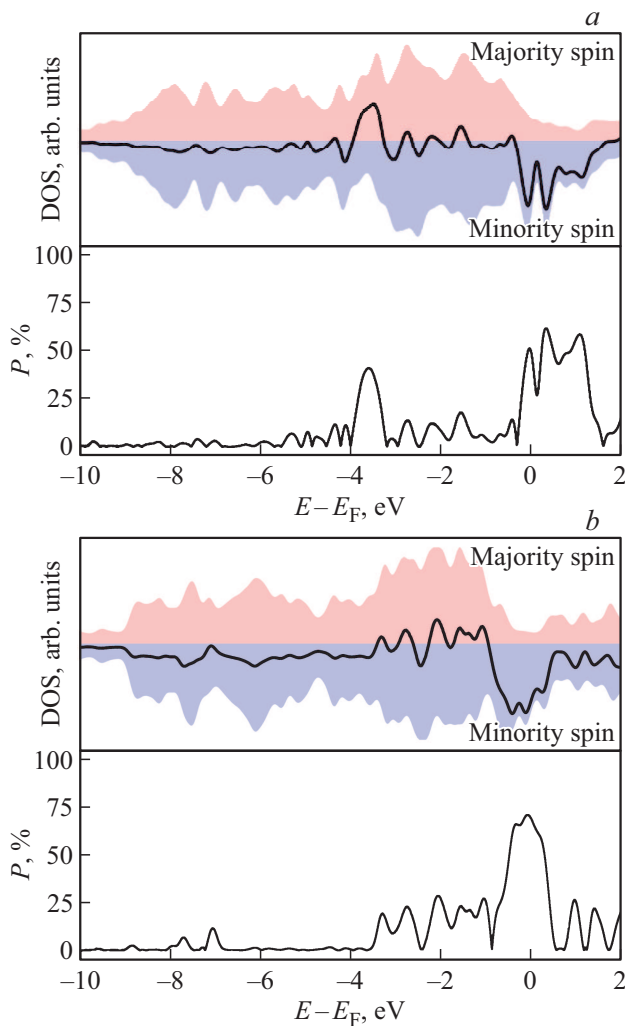 a
Majority spin
DOS, arb. units
Minority spin
100
75
50
25
0
P, %
–10
–8
–6
–4
–2
0
2
E – E_F, eV
b
Majority spin
DOS, arb. units
Minority spin
100
75
50
25
0
P, %
–10
–8
–6
–4
–2
0
2
E – E_F, eV